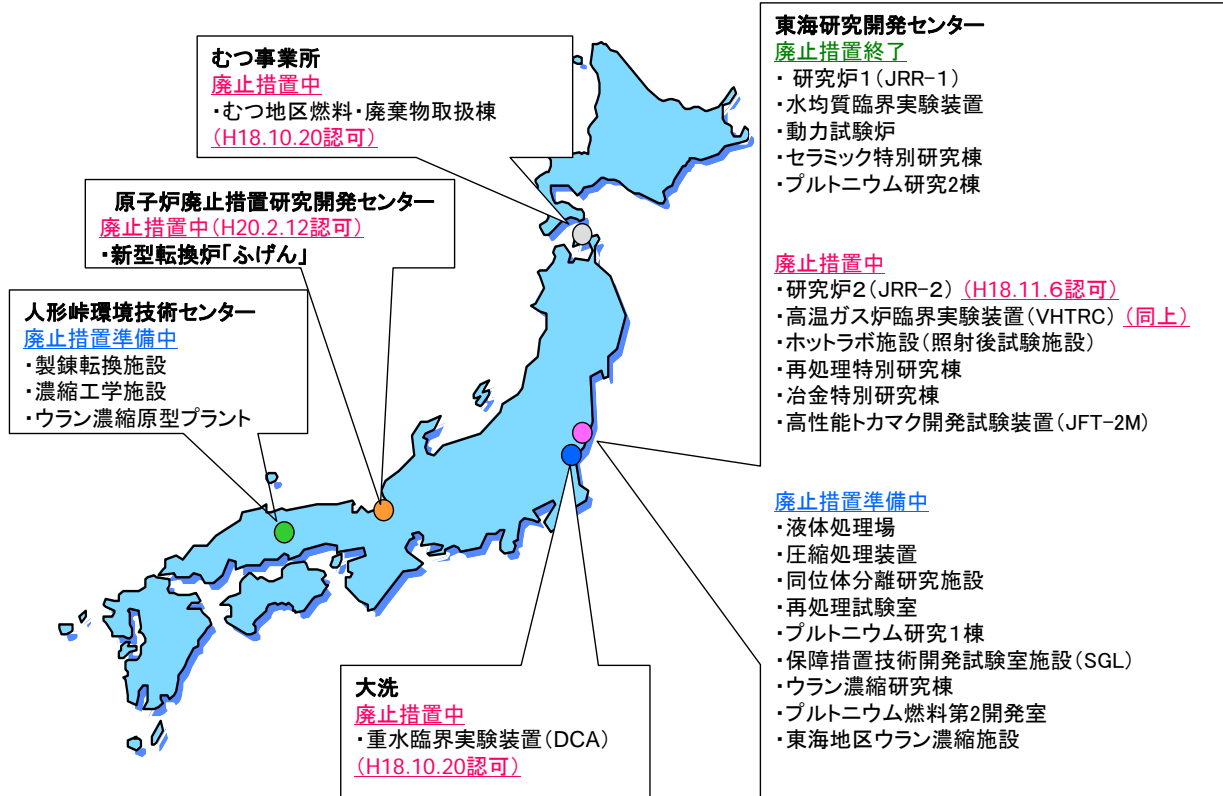 むつ事業所
廃止措置中
・むつ地区燃料・廃棄物取扱棟
(H18.10.20認可)
原子炉廃止措置研究開発センター
廃止措置中(H20.2.12認可)
・新型転換炉「ふげん」
人形峠環境技術センター
廃止措置準備中
・製錬転換施設
・濃縮工学施設
・ウラン濃縮原型プラント
大洗
廃止措置中
・重水臨界実験装置(DCA)
(H18.10.20認可)
東海研究開発センター
廃止措置終了
・ 研究炉1(JRR-1)
・水均質臨界実験装置
・動力試験炉
・セラミック特別研究棟
・プルトニウム研究2棟
廃止措置中
・研究炉2(JRR-2) (H18.11.6認可)
・高温ガス炉臨界実験装置(VHTRC) (同上)
・ホットラボ施設(照射後試験施設)
・再処理特別研究棟
・冶金特別研究棟
・高性能トカマク開発試験装置(JFT-2M)
廃止措置準備中
・液体処理場
・圧縮処理装置
・同位体分離研究施設
・再処理試験室
・プルトニウム研究1棟
・保障措置技術開発試験室施設(SGL)
・ウラン濃縮研究棟
・プルトニウム燃料第2開発室
・東海地区ウラン濃縮施設